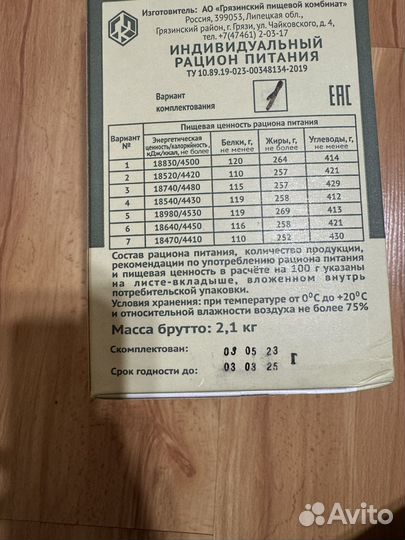 Изготовитель: АО «Грязинский пищевой комбинат»
Россия, 399053, Липецкая обл.,
Грязинский район, г. Грязи, ул. Чайковского, д. 4,
тел. +7(47461) 2-03-17
ИНДИВИДУАЛЬНЫЙ
РАЦИОН ПИТАНИЯ
ТУ 10.89.19-023-00348134-2019
Вариант
комплектования
1
ЕАС
Пищевая ценность рациона питания
Вариант № Энергетическая ценность/калорийность, кДж/ккал, не более Белки, г, не менее Жиры, г, не более Углеводы, г, не менее
1 18830/4500 120 264 414
2 18520/4420 110 257 421
3 18740/4480 115 257 429
4 18540/4430 119 258 412
5 18980/4530 119 269 413
6 18640/4450 116 258 421
7 18470/4410 110 252 430
Состав рациона питания, количество продукции,
рекомендации по употреблению рациона питания
и пищевая ценность в расчёте на 100 г указаны
на листе-вкладыше, вложенном внутрь
потребительской упаковки.
Условия хранения: при температуре от 0°С до +20°С
и относительной влажности воздуха не более 75%
Масса брутто: 2,1 кг
Скомплектован: 03 05 23
Срок годности до: 03 03 25 Г
Avito